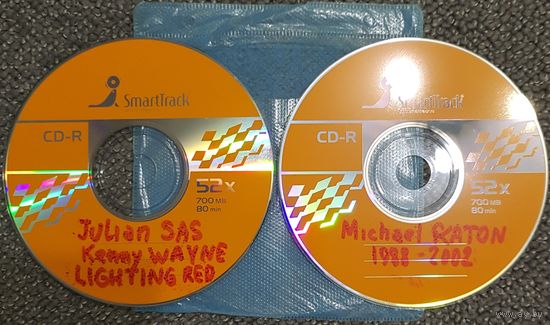 SmartTrack
CD-R
52x
700 MB
80 min
Julian SAS
Kenny WAYNE
LIGHTING RED
SmartTrack
CD-R
52x
700 MB
80 min
Michael KATON
1988-2002